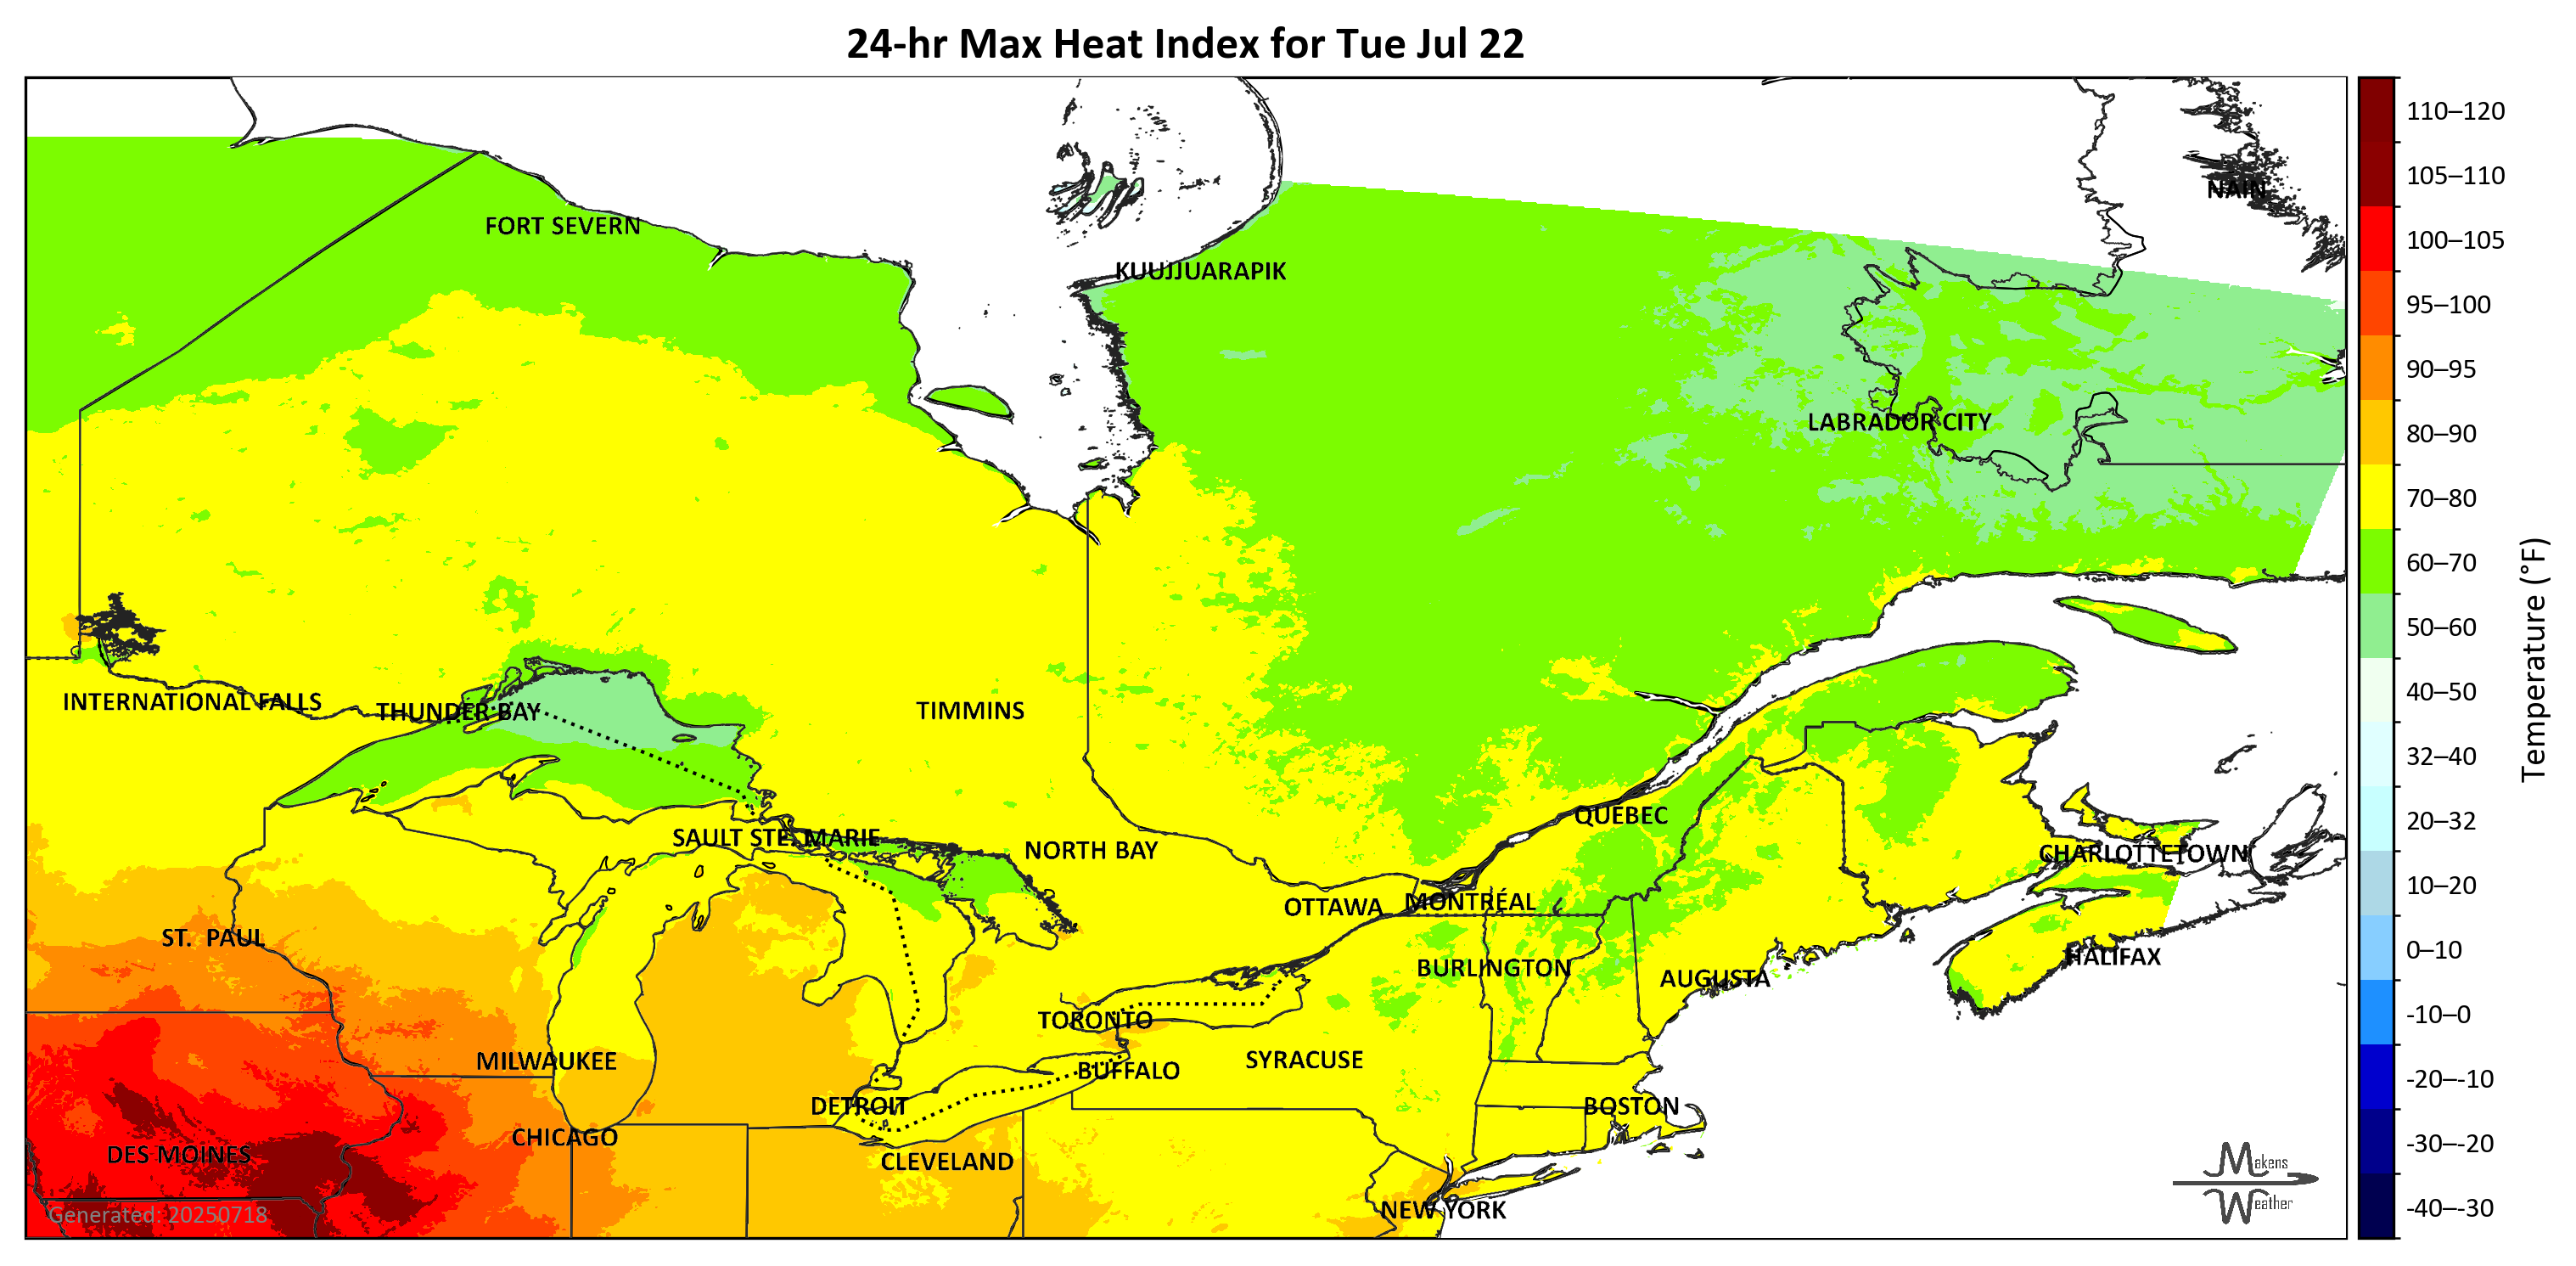 24-hr Max Heat Index for Tue Jul 22
NAIN
FORT SEVERN
KUUJJUARAPIK
LABRADOR CITY
INTERNATIONAL FALLS
THUNDER BAY
TIMMINS
QUEBEC
SAULT STE. MARIE
NORTH BAY
CHARLOTTETOWN
OTTAWA
MONTRÉAL
ST. PAUL
HALIFAX
BURLINGTON
AUGUSTA
TORONTO
MILWAUKEE
SYRACUSE
BUFFALO
DETROIT
BOSTON
CHICAGO
DES MOINES
CLEVELAND
NEW YORK
Generated: 20250718
Makens
Weather
110–120
105–110
100–105
95–100
90–95
80–90
70–80
60–70
50–60
40–50
32–40
20–32
10–20
0–10
-10–0
-20–-10
-30–-20
-40–-30
Temperature (°F)